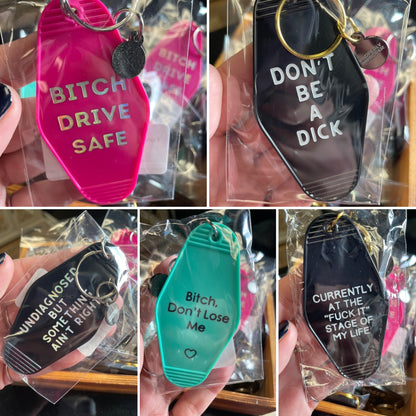 BITCH
DRIVE
SAFE
DON'T
BE
A
DICK
UNDIAGNOSED
BUT
SOMETHING
AIN'T RIGHT
Bitch,
Don't Lose
Me
CURRENTLY
AT THE
"FUCK IT"
STAGE OF
MY LIFE